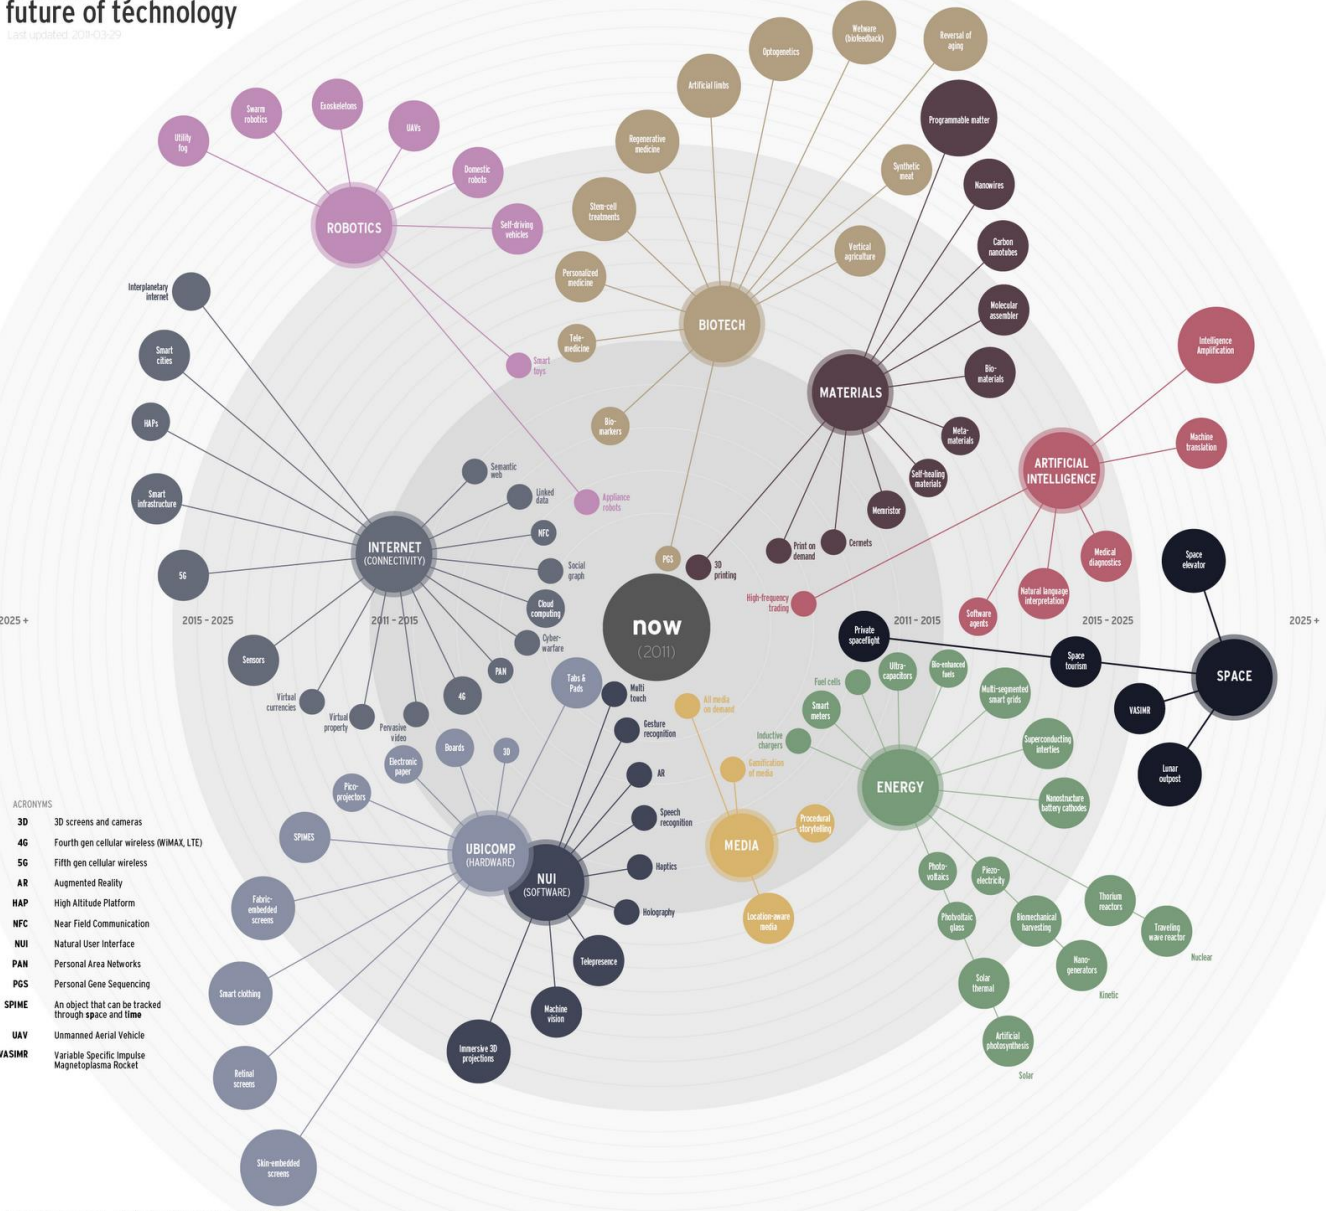 future of téchnology
Last updated: 2011-03-29
Utility
fog
Swarm
robotics
Exoskeletons
UAVs
Domestic
robots
Self-driving
vehicles
ROBOTICS
Smart
toys
Appliance
robots
Wetware
(biofeedback)
Reversal of
aging
Optogenetics
Artificial limbs
Regenerative
medicine
Stem-cell
treatments
Personalized
medicine
Tele-
medicine
Bio-
markers
Synthetic
meat
Vertical
agriculture
BIOTECH
PGS
Programmable matter
Nanowires
Carbon
nanotubes
Molecular
assembler
Bio-
materials
Meta-
materials
Self-healing
materials
Memristor
Cermets
Print on
demand
3D
printing
MATERIALS
Intelligence
Amplification
Machine
translation
ARTIFICIAL
INTELLIGENCE
Medical
diagnostics
Natural language
interpretation
Software
agents
High-frequency
trading
Interplanetary
internet
Smart
cities
HAPs
Smart
infrastructure
5G
Sensors
Virtual
currencies
Virtual
property
Pervasive
video
4G
PAN
Cyber-
warfare
Cloud
computing
Social
graph
NFC
Linked
data
Semantic
web
INTERNET
(CONNECTIVITY)
now
(2011)
2025 +
2015 - 2025
2011 - 2015
2011 - 2015
2015 - 2025
2025 +
Space
elevator
Private
spaceflight
Space
tourism
SPACE
VASIMR
Lunar
outpost
Fuel cells
Ultra-
capacitors
Bio-enhanced
fuels
Multi-segmented
smart grids
Smart
meters
Inductive
chargers
Superconducting
interties
Nanostructure
battery cathodes
ENERGY
Photo-
voltaics
Piezo-
electricity
Thorium
reactors
Photvoltaic
glass
Biomechanical
harvesting
Traveling
wave reactor
Nuclear
Nano-
generators
Kinetic
Solar
thermal
Artificial
photosynthesis
Solar
All media
on demand
Gamification
of media
Procedural
storytelling
MEDIA
Location-aware
media
Tabs &
Pads
Boards
3D
Electronic
paper
Pico-
projectors
SPIMES
Fabric-
embedded
screens
Smart clothing
Retinal
screens
Skin-embedded
screens
UBICOMP
(HARDWARE)
Multi
touch
Gesture
recognition
AR
Speech
recognition
Haptics
Holography
NUI
(SOFTWARE)
Telepresence
Machine
vision
Immersive 3D
projections
ACRONYMS
3D 3D screens and cameras
4G Fourth gen cellular wireless (WiMAX, LTE)
5G Fifth gen cellular wireless
AR Augmented Reality
HAP High Altitude Platform
NFC Near Field Communication
NUI Natural User Interface
PAN Personal Area Networks
PGS Personal Gene Sequencing
SPIME An object that can be tracked
through space and time
UAV Unmanned Aerial Vehicle
VASIMR Variable Specific Impulse
Magnetoplasma Rocket